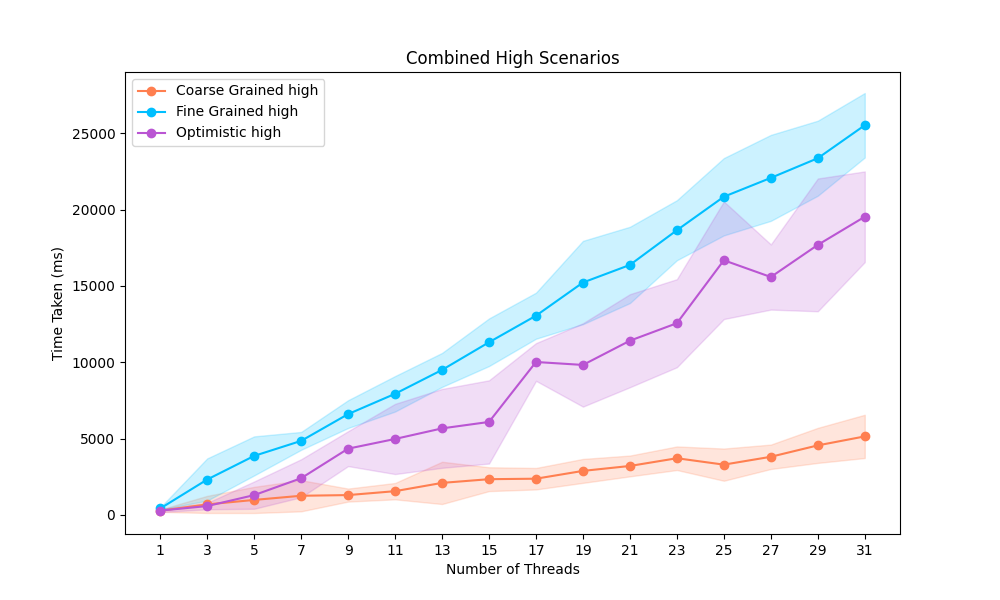 Combined High Scenarios
Coarse Grained high
Fine Grained high
Optimistic high
Time Taken (ms)
25000
20000
15000
10000
5000
0
1 3 5 7 9 11 13 15 17 19 21 23 25 27 29 31
Number of Threads